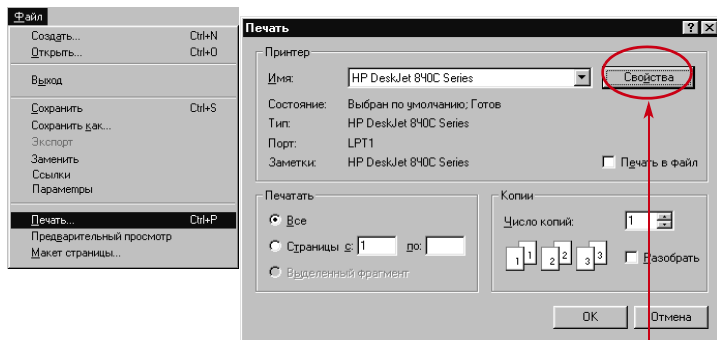 Файл
Создать... Ctrl+N
Открыть... Ctrl+O
Выход
Сохранить Ctrl+S
Сохранить как...
Экспорт
Заменить
Ссылки
Параметры
Печать... Ctrl+P
Предварительный просмотр
Макет страницы...
Печать
Принтер
Имя: HP DeskJet 840C Series Свойства
Состояние: Выбран по умолчанию; Готов
Тип: HP DeskJet 840C Series
Порт: LPT1
Заметки: HP DeskJet 840C Series Печать в файл
Печатать
Все
Страницы с: 1 по:
Выделенный фрагмент
Копии
Число копий: 1
1 1 2 2 3 3 Разобрать
OK Отмена